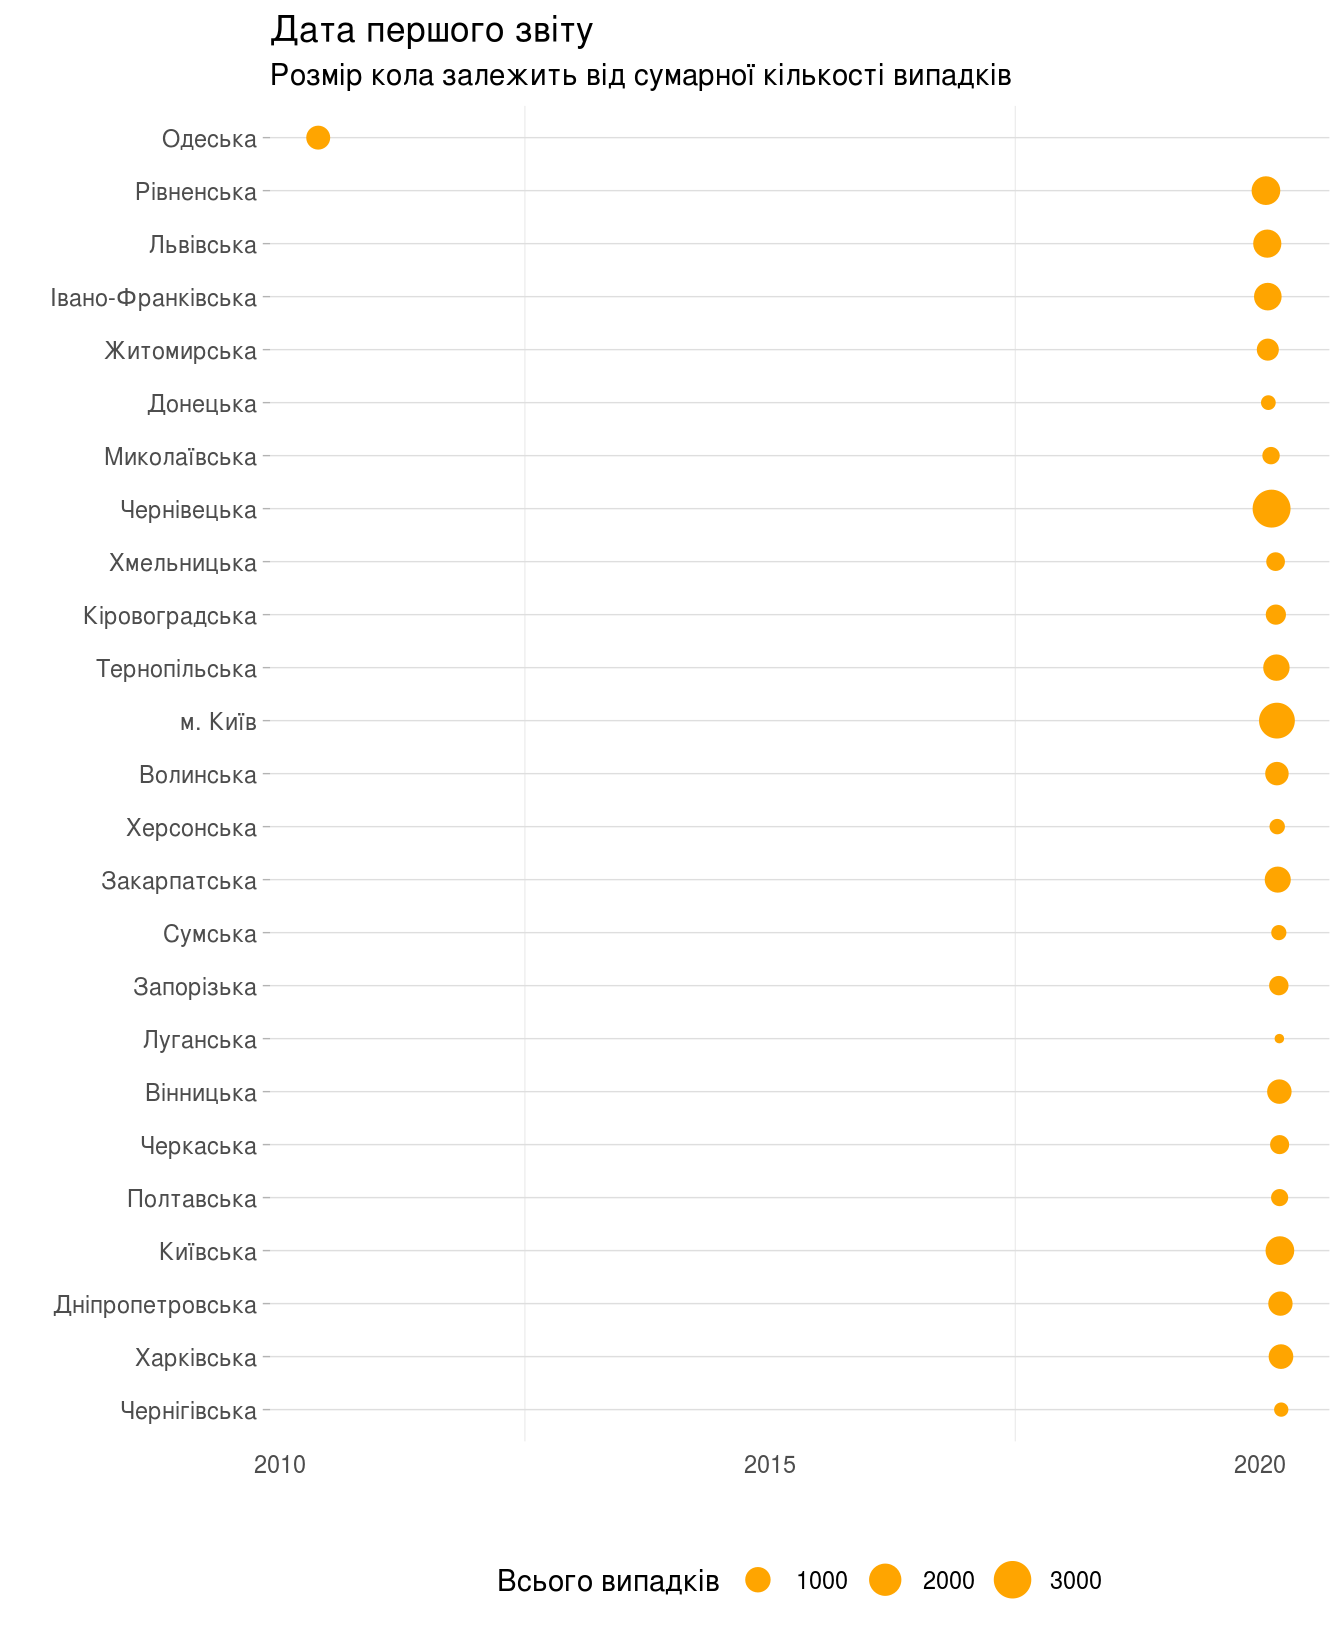 Дата першого звіту
Розмір кола залежить від сумарної кількості випадків
Одеська
Рівненська
Львівська
Івано-Франківська
Житомирська
Донецька
Миколаївська
Чернівецька
Хмельницька
Кіровоградська
Тернопільська
м. Київ
Волинська
Херсонська
Закарпатська
Сумська
Запорізька
Луганська
Вінницька
Черкаська
Полтавська
Київська
Дніпропетровська
Харківська
Чернігівська
2010 2015 2020
Всього випадків 1000 2000 3000